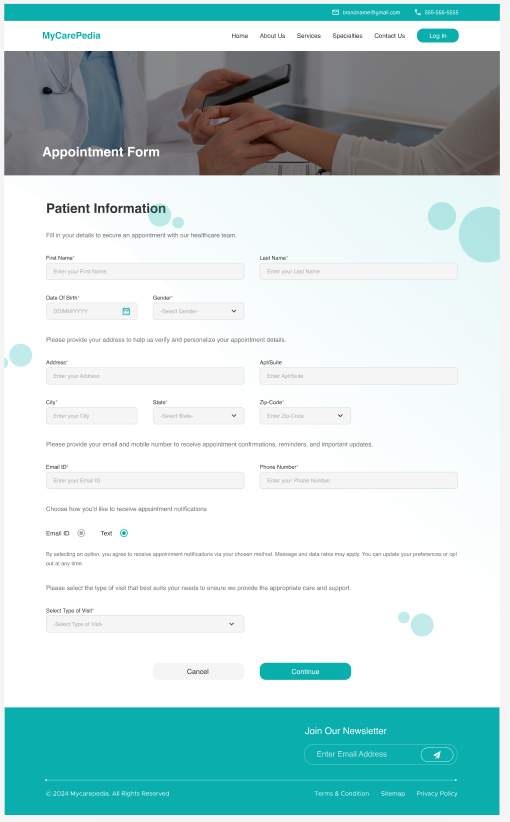 brandname@gmail.com 555-555-5555
MyCarePedia Home About Us Services Specialties Contact Us Log In
Appointment Form
Patient Information
Fill in your details to secure an appointment with our healthcare team.
First Name* Last Name*
Enter your First Name Enter your Last Name
Date Of Birth* Gender*
DD/MM/YYYY -Select Gender-
Please provide your address to help us verify and personalize your appointment details.
Address* Apt/Suite
Enter your Address Enter Apt/Suite
City* State* Zip-Code*
Enter your City -Select State- Enter Zip-Code
Please provide your email and mobile number to receive appointment confirmations, reminders, and important updates.
Email ID* Phone Number*
Enter your Email ID Enter your Phone Number
Choose how you'd like to receive appointment notifications
Email ID Text
By selecting an option, you agree to receive appointment notifications via your chosen method. Message and data rates may apply. You can update your preferences or opt
out at any time.
Please select the type of visit that best suits your needs to ensure we provide the appropriate care and support.
Select Type of Visit*
-Select Type of Visit-
Cancel Continue
Join Our Newsletter
Enter Email Address
© 2024 Mycarepedia. All Rights Reserved Terms & Condition Sitemap Privacy Policy